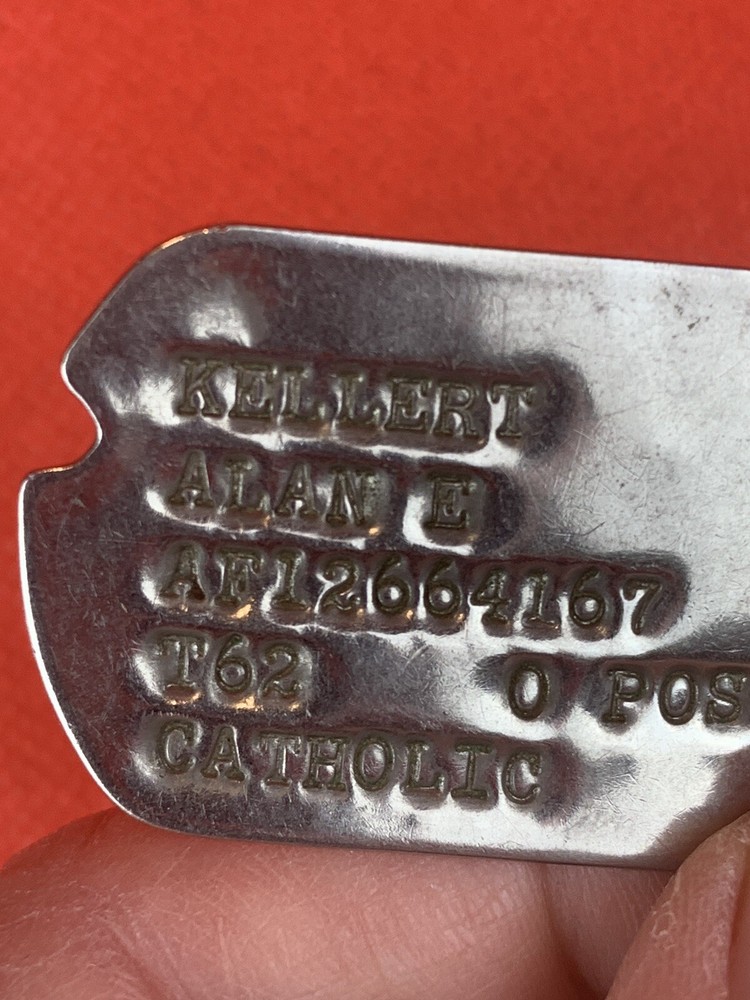 KELLERT
ALAN E
AF12664167
T62 O POS
CATHOLIC